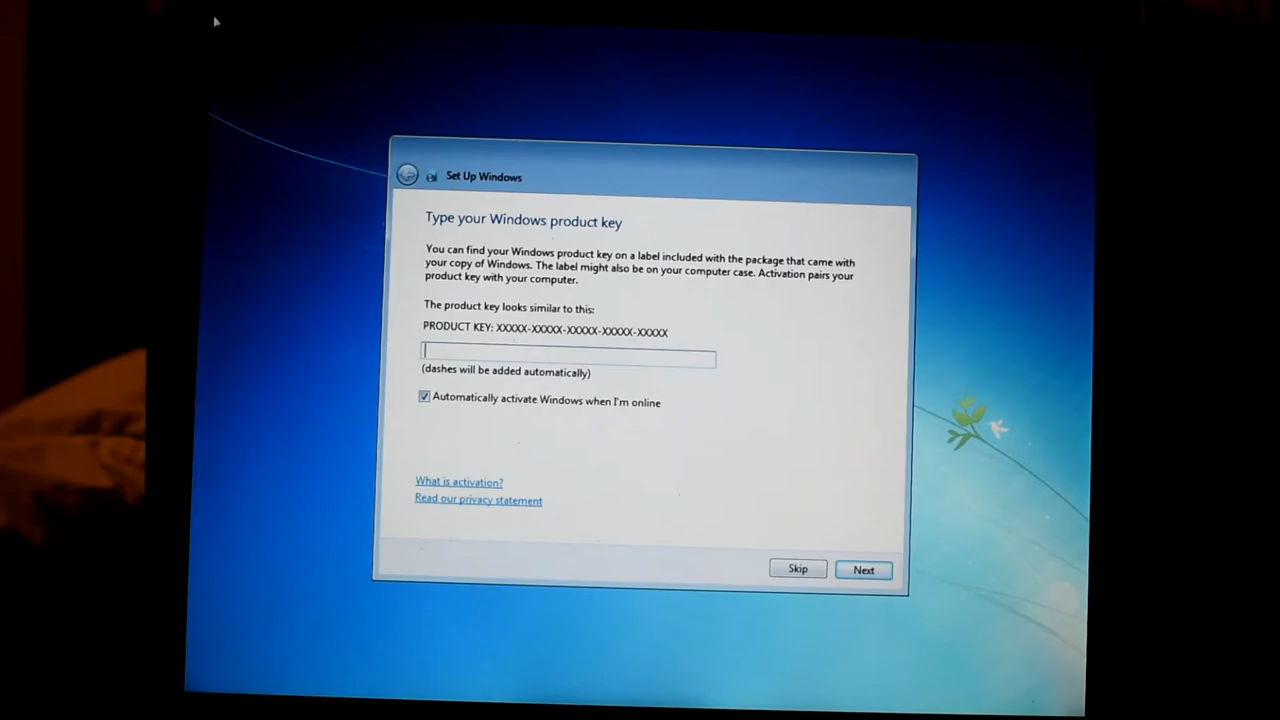 Set Up Windows
Type your Windows product key
You can find your Windows product key on a label included with the package that came with
your copy of Windows. The label might also be on your computer case. Activation pairs your
product key with your computer.
The product key looks similar to this:
PRODUCT KEY: XXXXX-XXXXX-XXXXX-XXXXX-XXXXX
(dashes will be added automatically)
Automatically activate Windows when I'm online
What is activation?
Read our privacy statement
Skip
Next